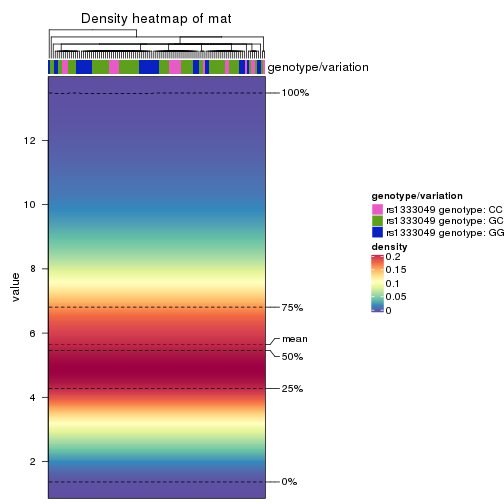 Density heatmap of mat
genotype/variation
100%
12
10
8
6
4
2
value
75%
mean
50%
25%
0%
genotype/variation
rs1333049 genotype: CC
rs1333049 genotype: GC
rs1333049 genotype: GG
density
0.2
0.15
0.1
0.05
0